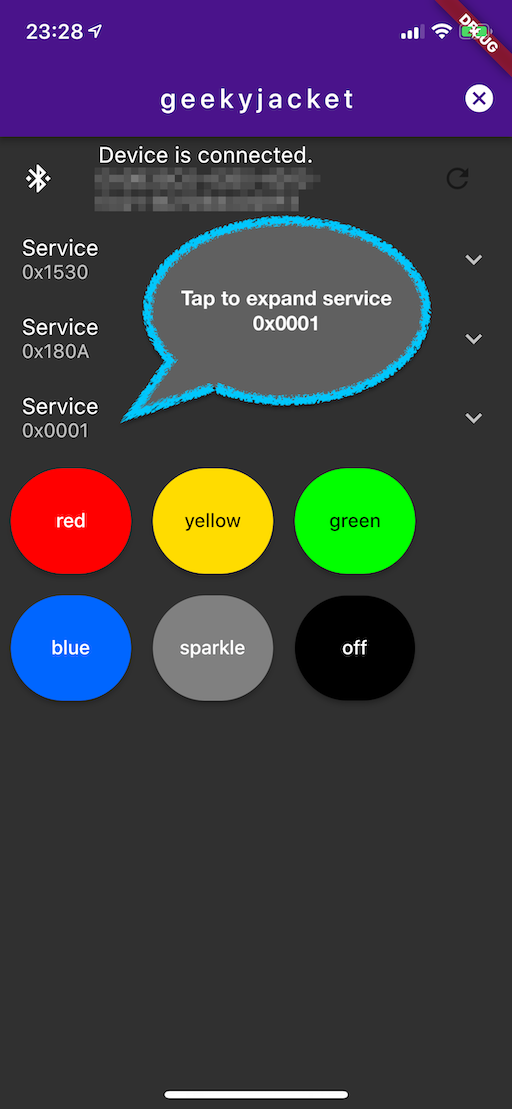 23:28
DEBUG
geekyjacket
Device is connected.
Service
0x1530
Tap to expand service
0x0001
Service
0x180A
Service
0x0001
red
yellow
green
blue
sparkle
off